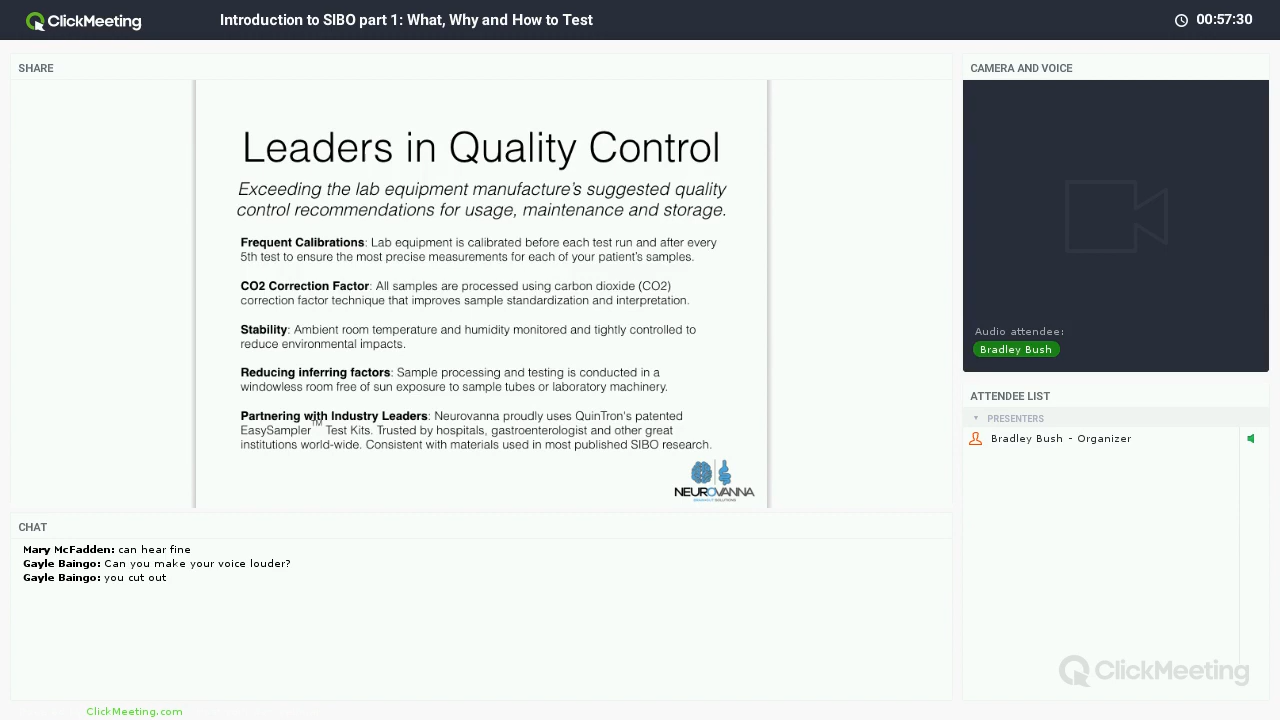 ClickMeeting
Introduction to SIBO part 1: What, Why and How to Test
00:57:30
SHARE
Leaders in Quality Control
Exceeding the lab equipment manufacture's suggested quality
control recommendations for usage, maintenance and storage.
Frequent Calibrations: Lab equipment is calibrated before each test run and after every
5th test to ensure the most precise measurements for each of your patient's samples.
CO2 Correction Factor: All samples are processed using carbon dioxide (CO2)
correction factor technique that improves sample standardization and interpretation.
Stability: Ambient room temperature and humidity monitored and tightly controlled to
reduce environmental impacts.
Reducing inferring factors: Sample processing and testing is conducted in a
windowless room free of sun exposure to sample tubes or laboratory machinery.
Partnering with Industry Leaders: Neurovanna proudly uses QuinTron's patented
EasySampler™ Test Kits. Trusted by hospitals, gastroenterologist and other great
institutions world-wide. Consistent with materials used in most published SIBO research.
NEUROVANNA
CHAT
Mary McFadden: can hear fine
Gayle Baingo: Can you make your voice louder?
Gayle Baingo: you cut out
CAMERA AND VOICE
Audio attendee:
Bradley Bush
ATTENDEE LIST
PRESENTERS
Bradley Bush - Organizer
ClickMeeting
ClickMeeting.com